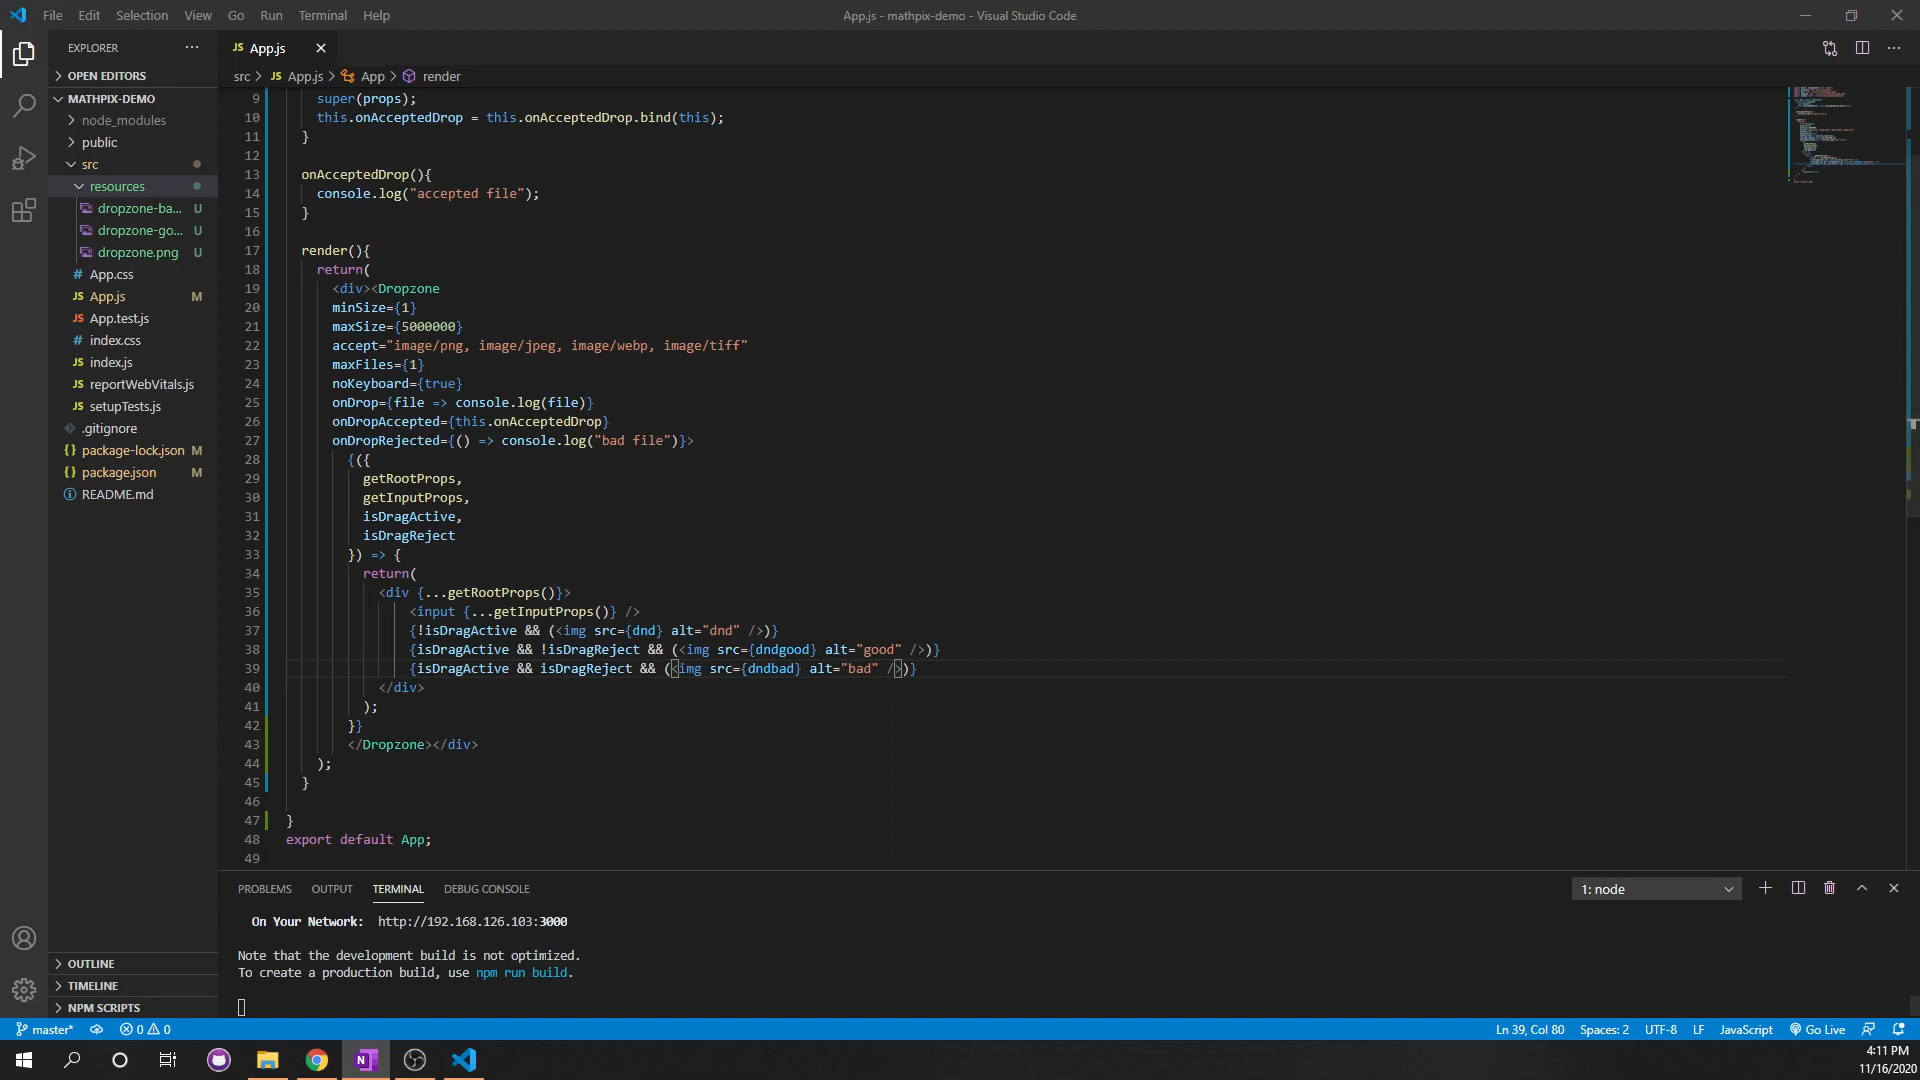 File Edit Selection View Go Run Terminal Help
App.js - mathpix-demo - Visual Studio Code
EXPLORER
OPEN EDITORS
MATHPIX-DEMO
node_modules
public
src
resources
dropzone-ba... U
dropzone-go... U
dropzone.png U
# App.css
JS App.js M
JS App.test.js
# index.css
JS index.js
JS reportWebVitals.js
JS setupTests.js
.gitignore
{} package-lock.json M
{} package.json M
README.md
OUTLINE
TIMELINE
NPM SCRIPTS
JS App.js
src > JS App.js > App > render
9 super(props);
10 this.onAcceptedDrop = this.onAcceptedDrop.bind(this);
11 }
12
13 onAcceptedDrop(){
14 console.log("accepted file");
15 }
16
17 render(){
18 return(
19 <div><Dropzone
20 minSize={1}
21 maxSize={5000000}
22 accept="image/png, image/jpeg, image/webp, image/tiff"
23 maxFiles={1}
24 noKeyboard={true}
25 onDrop={file => console.log(file)}
26 onDropAccepted={this.onAcceptedDrop}
27 onDropRejected={() => console.log("bad file")}>
28 {({
29 getRootProps,
30 getInputProps,
31 isDragActive,
32 isDragReject
33 }) => {
34 return(
35 <div {...getRootProps()}>
36 <input {...getInputProps()} />
37 {!isDragActive && (<img src={dnd} alt="dnd" />)}
38 {isDragActive && !isDragReject && (<img src={dndgood} alt="good" />)}
39 {isDragActive && isDragReject && (<img src={dndbad} alt="bad" />)}
40 </div>
41 );
42 }}
43 </Dropzone></div>
44 );
45 }
46
47 }
48 export default App;
49
PROBLEMS OUTPUT TERMINAL DEBUG CONSOLE
1: node
On Your Network: http://192.168.126.103:3000
Note that the development build is not optimized.
To create a production build, use npm run build.
master* 0 0
Ln 39, Col 80 Spaces: 2 UTF-8 LF JavaScript Go Live
4:11 PM
11/16/2020